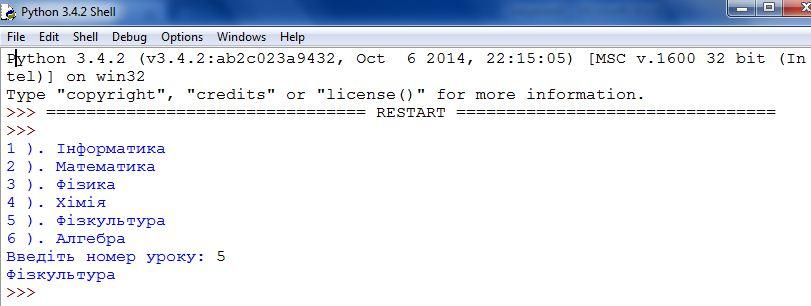 Python 3.4.2 Shell
File Edit Shell Debug Options Windows Help
Python 3.4.2 (v3.4.2:ab2c023a9432, Oct  6 2014, 22:15:05) [MSC v.1600 32 bit (In
tel)] on win32
Type "copyright", "credits" or "license()" for more information.
>>> ================================ RESTART ================================
>>>
1 ). Інформатика
2 ). Математика
3 ). Фізика
4 ). Хімія
5 ). Фізкультура
6 ). Алгебра
Введіть номер уроку: 5
Фізкультура
>>>